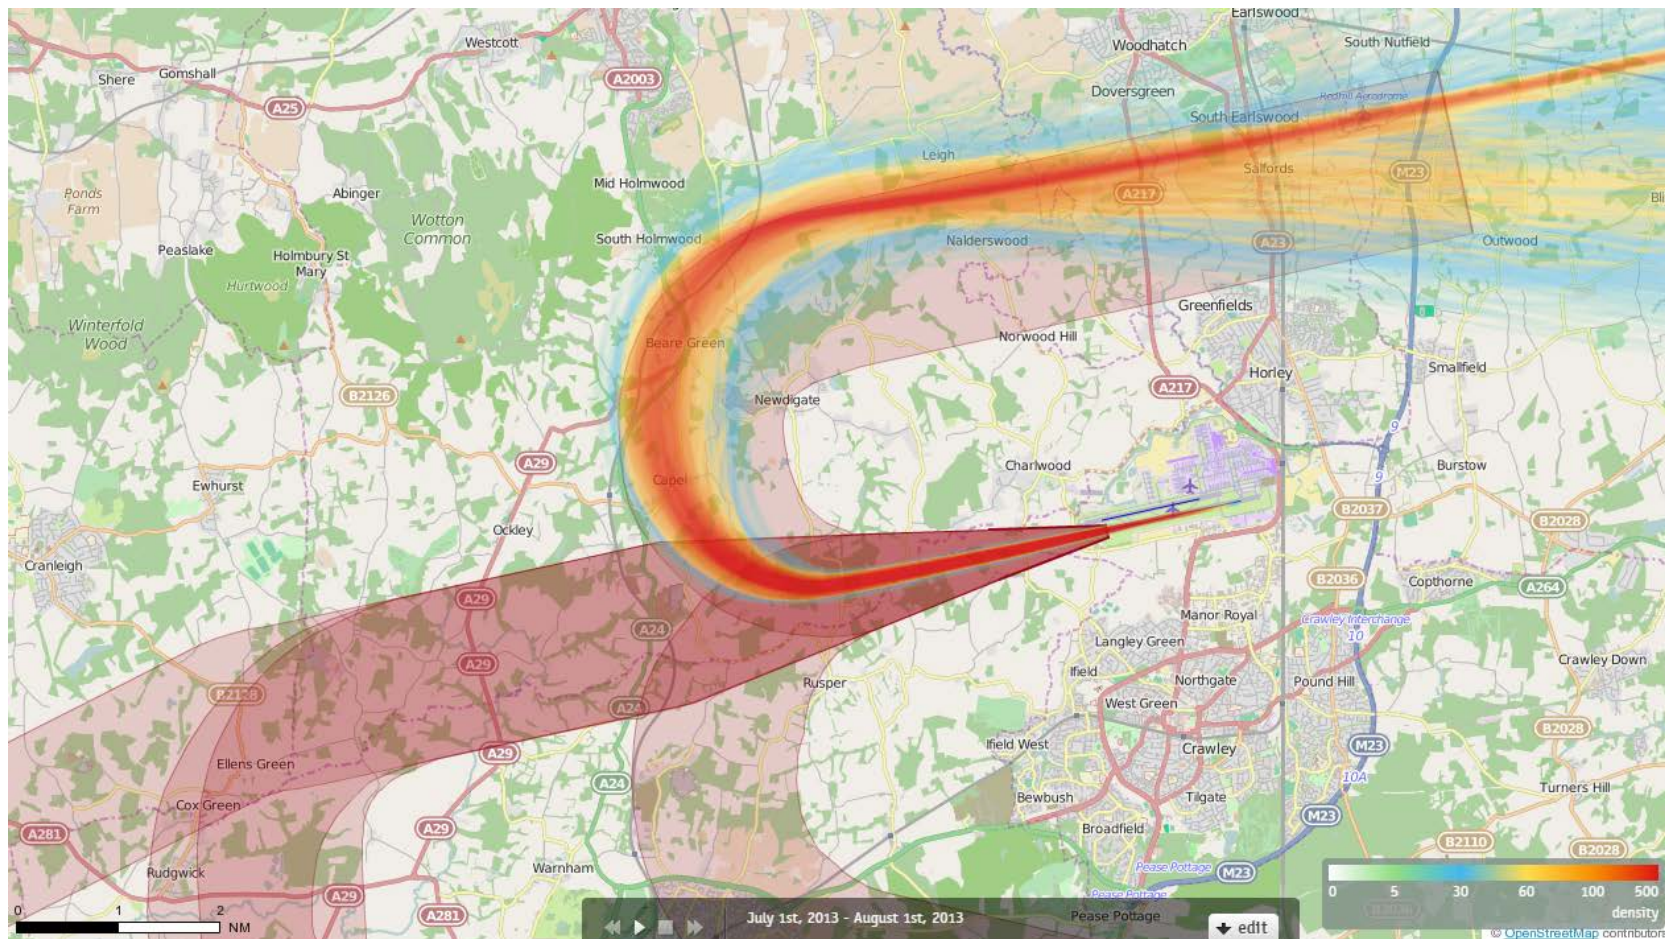 Earlswood
Westcott
Woodhatch
South Nutfield
Shere
Gomshall
A2003
Doversgreen
Redhill Aerodrome
A25
South Earlswood
Leigh
Salfords
M23
Mid Holmwood
Ponds
Farm
Abinger
A217
Wotton
Common
South Holmwood
Nalderswood
A23
Outwood
Peaslake
Holmbury St
Mary
Hurtwood
Greenfields
Winterfold
Wood
Beare Green
Norwood Hill
Smallfield
Horley
A217
B2126
Newdigate
9
A29
Charlwood
Burstow
9
Ewhurst
Capel
B2037
B2028
Ockley
Cranleigh
B2036
Copthorne
A264
A29
Manor Royal
Crawley Interchange
10
A24
Langley Green
A29
Ifield
Crawley Down
Rusper
Northgate
Pound Hill
B2128
A24
West Green
B2028
Ifield West
Crawley
M23
A29
Ellens Green
10A
A24
Turners Hill
Cox Green
Bewbush
Tilgate
M23
A281
A29
Broadfield
B2110
B2028
Rudgwick
Warnham
Pease Pottage
M23
A29
Pease Pottage
0 5 30 60 100 500
density
0 1 2
NM
A281
July 1st, 2013 - August 1st, 2013
Pease Pottage
edit
© OpenStreetMap contributors